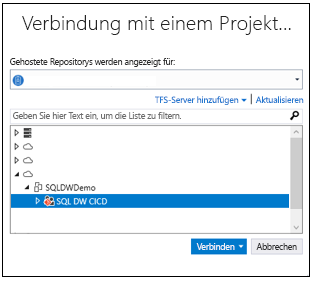 Verbindung mit einem Projekt...
Gehostete Repositorys werden angezeigt für:
TFS-Server hinzufügen | Aktualisieren
Geben Sie hier Text ein, um die Liste zu filtern.
SQLDWDemo
SQL DW CICD
Verbinden Abbrechen